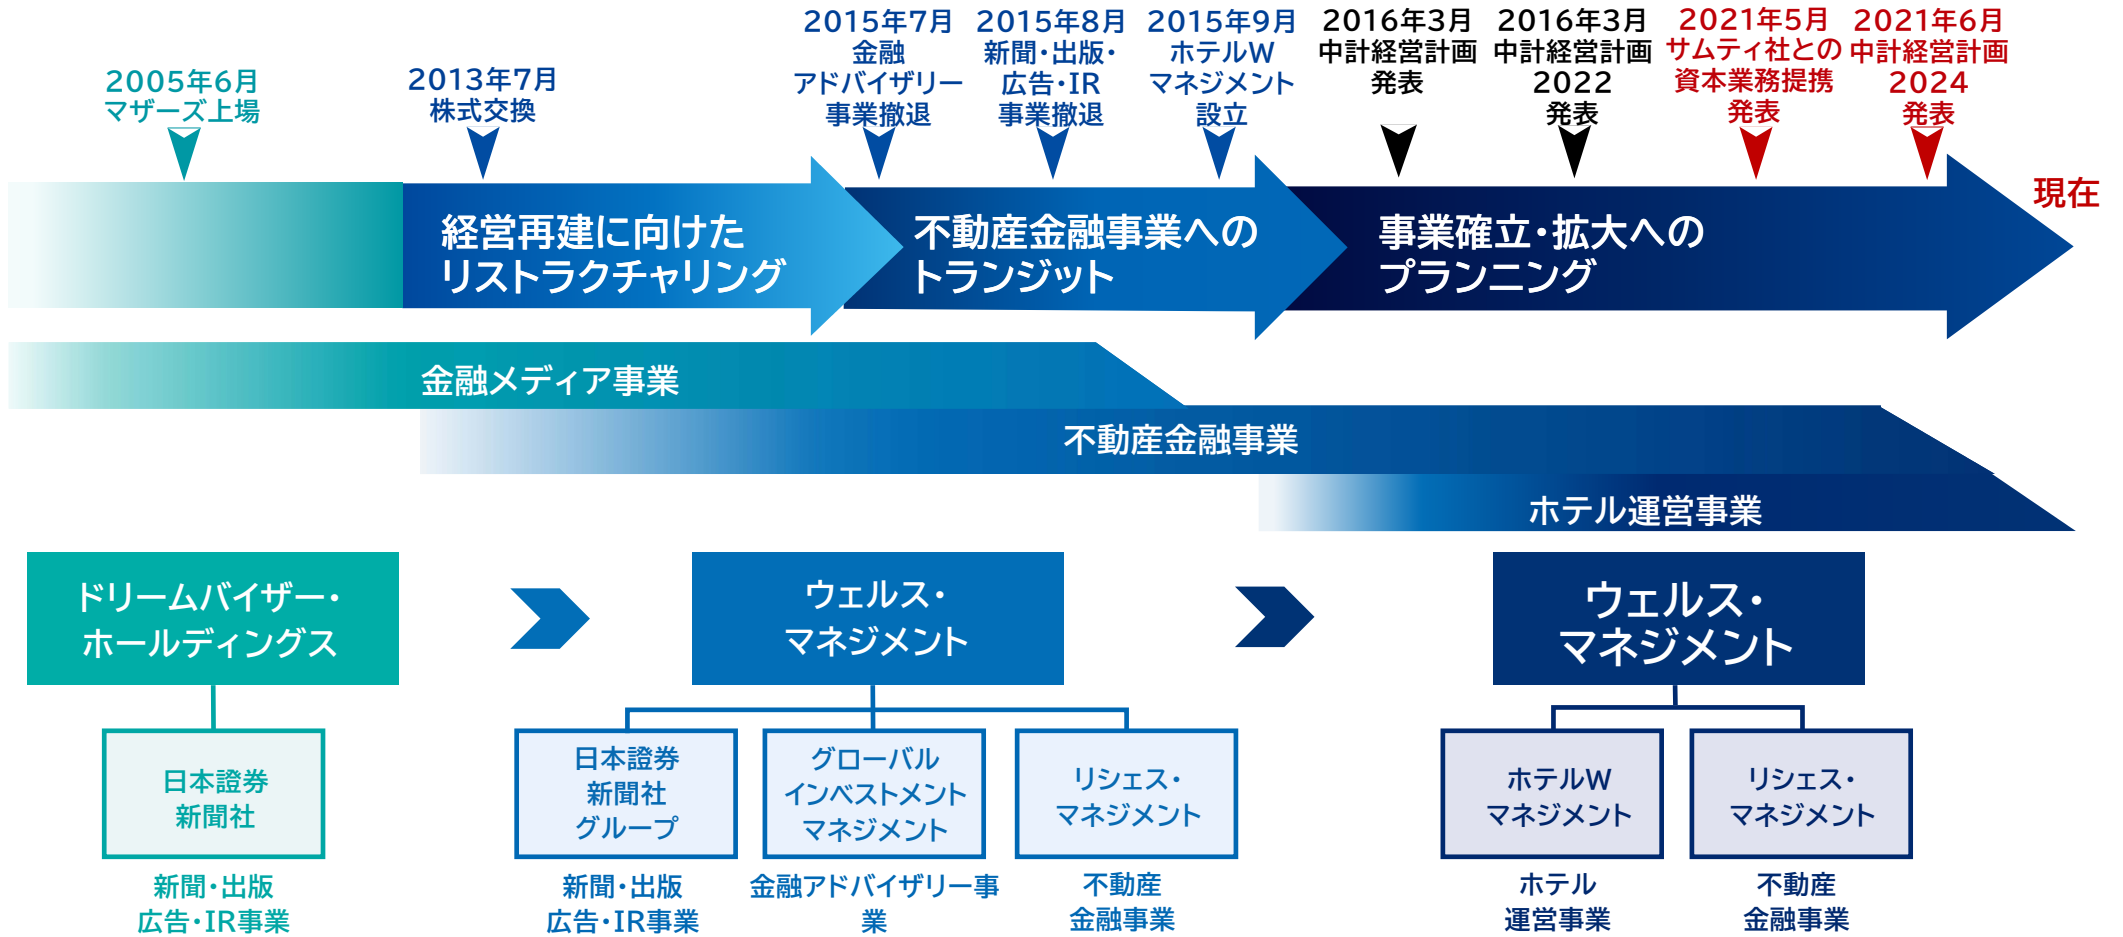 2005年6月
マザーズ上場
2013年7月
株式交換
2015年7月
金融
アドバイザリー
事業撤退
2015年8月
新聞・出版・
広告・IR
事業撤退
2015年9月
ホテルW
マネジメント
設立
2016年3月
中計経営計画
発表
2016年3月
中計経営計画
2022
発表
2021年5月
サムティ社との
資本業務提携
発表
2021年6月
中計経営計画
2024
発表
現在
経営再建に向けた
リストラクチャリング
不動産金融事業への
トランジット
事業確立・拡大への
プランニング
金融メディア事業
不動産金融事業
ホテル運営事業
ドリームバイザー・
ホールディングス
日本證券
新聞社
新聞・出版
広告・IR事業
ウェルス・
マネジメント
日本證券
新聞社
グループ
新聞・出版
広告・IR事業
グローバル
インベストメント
マネジメント
金融アドバイザリー事
業
リシェス・
マネジメント
不動産
金融事業
ウェルス・
マネジメント
ホテルW
マネジメント
ホテル
運営事業
リシェス・
マネジメント
不動産
金融事業